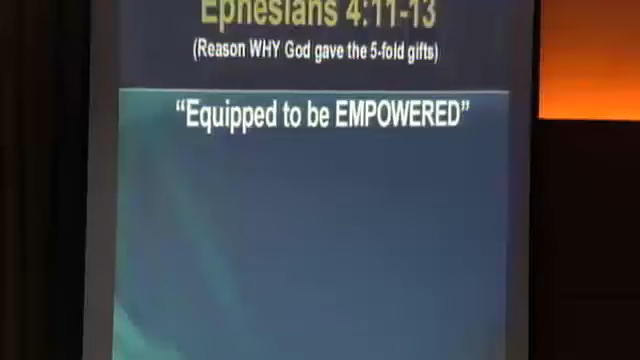 Ephesians 4:11-13
(Reason WHY God gave the 5-fold gifts)
“Equipped to be EMPOWERED”